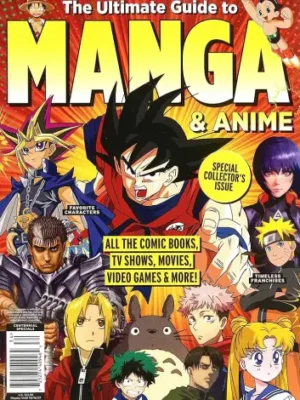 The Ultimate Guide to
MANGA
& ANIME
SPECIAL
COLLECTOR'S
ISSUE
FAVORITE
CHARACTERS
ALL THE COMIC BOOKS,
TV SHOWS, MOVIES,
VIDEO GAMES & MORE!
TIMELESS
FRANCHISES
CENTENNIAL
SPECIALS